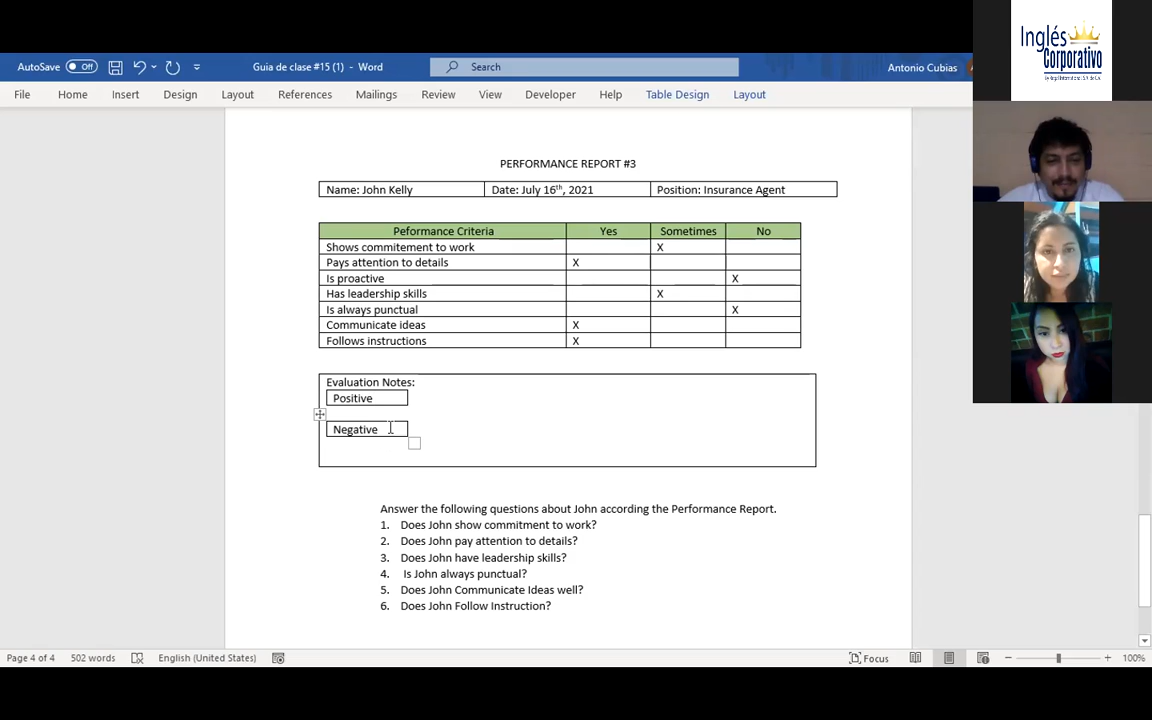 AutoSave Off Guia de clase #15 (1) - Word Search Antonio Cubias
File Home Insert Design Layout References Mailings Review View Developer Help Table Design Layout
Inglés
Corporativo
PERFORMANCE REPORT #3
Name: John Kelly Date: July 16th, 2021 Position: Insurance Agent
Peformance Criteria Yes Sometimes No
Shows commitement to work X
Pays attention to details X
Is proactive X
Has leadership skills X
Is always punctual X
Communicate ideas X
Follows instructions X
Evaluation Notes:
Positive
Negative
Answer the following questions about John according the Performance Report.
1. Does John show commitment to work?
2. Does John pay attention to details?
3. Does John have leadership skills?
4. Is John always punctual?
5. Does John Communicate Ideas well?
6. Does John Follow Instruction?
Page 4 of 4 502 words English (United States) Focus 100%